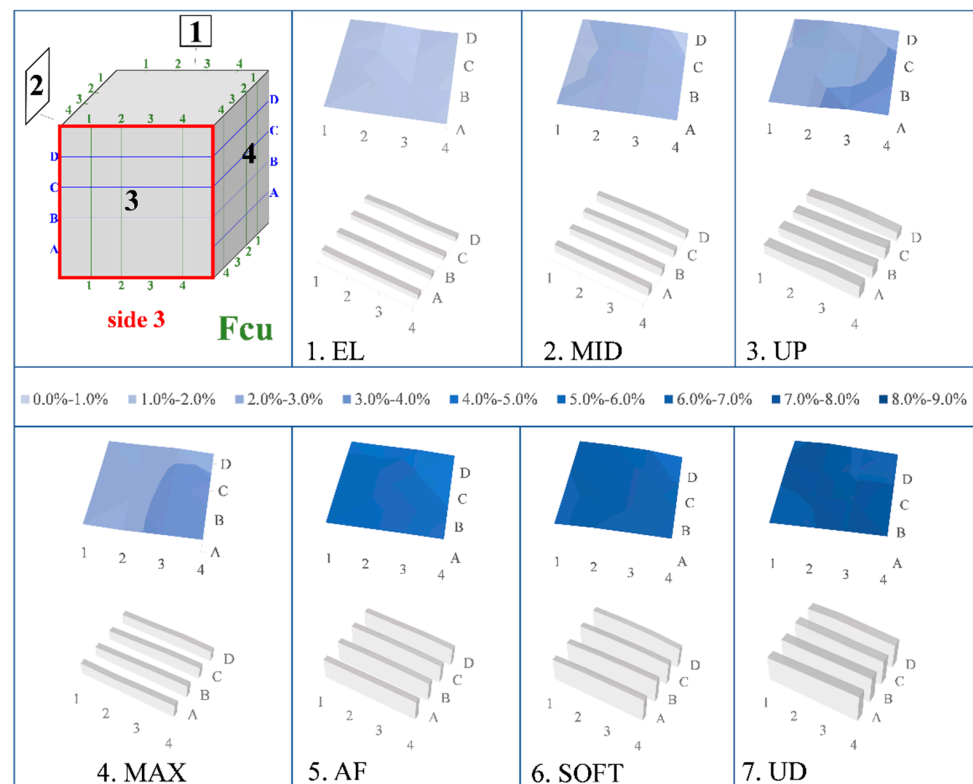 1
2
1 2 3 4
4 3 2 1
4 3 2 1
1 2 3 4
D
C
B
A
D
C
B
A
3
4
1 2 3 4
4 3 2 1
side 3
Fcu
D
C
B
A
1 2 3 4
D
C
B
A
1 2 3 4
1. EL
D
C
B
A
1 2 3 4
D
C
B
A
1 2 3 4
2. MID
D
C
B
A
1 2 3 4
D
C
B
A
1 2 3 4
3. UP
0.0%-1.0% 1.0%-2.0% 2.0%-3.0% 3.0%-4.0% 4.0%-5.0% 5.0%-6.0% 6.0%-7.0% 7.0%-8.0% 8.0%-9.0%
D
C
B
A
1 2 3 4
D
C
B
A
1 2 3 4
4. MAX
D
C
B
A
1 2 3 4
D
C
B
A
1 2 3 4
5. AF
D
C
B
A
1 2 3 4
D
C
B
A
1 2 3 4
6. SOFT
D
C
B
A
1 2 3 4
D
C
B
A
1 2 3 4
7. UD